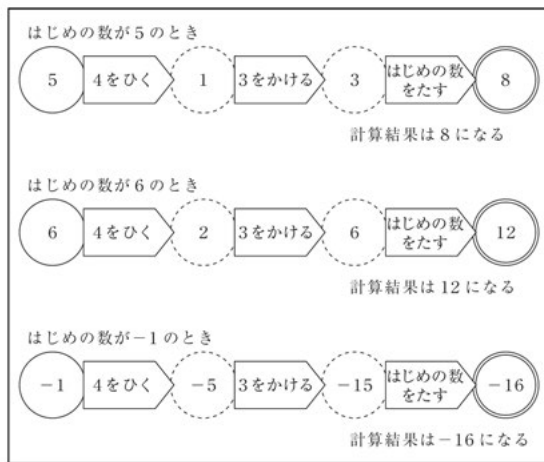 はじめの数が5のとき
5 4をひく 1 3をかける 3 はじめの数をたす 8
計算結果は8になる
はじめの数が6のとき
6 4をひく 2 3をかける 6 はじめの数をたす 12
計算結果は12になる
はじめの数が−1のとき
−1 4をひく −5 3をかける −15 はじめの数をたす −16
計算結果は−16になる